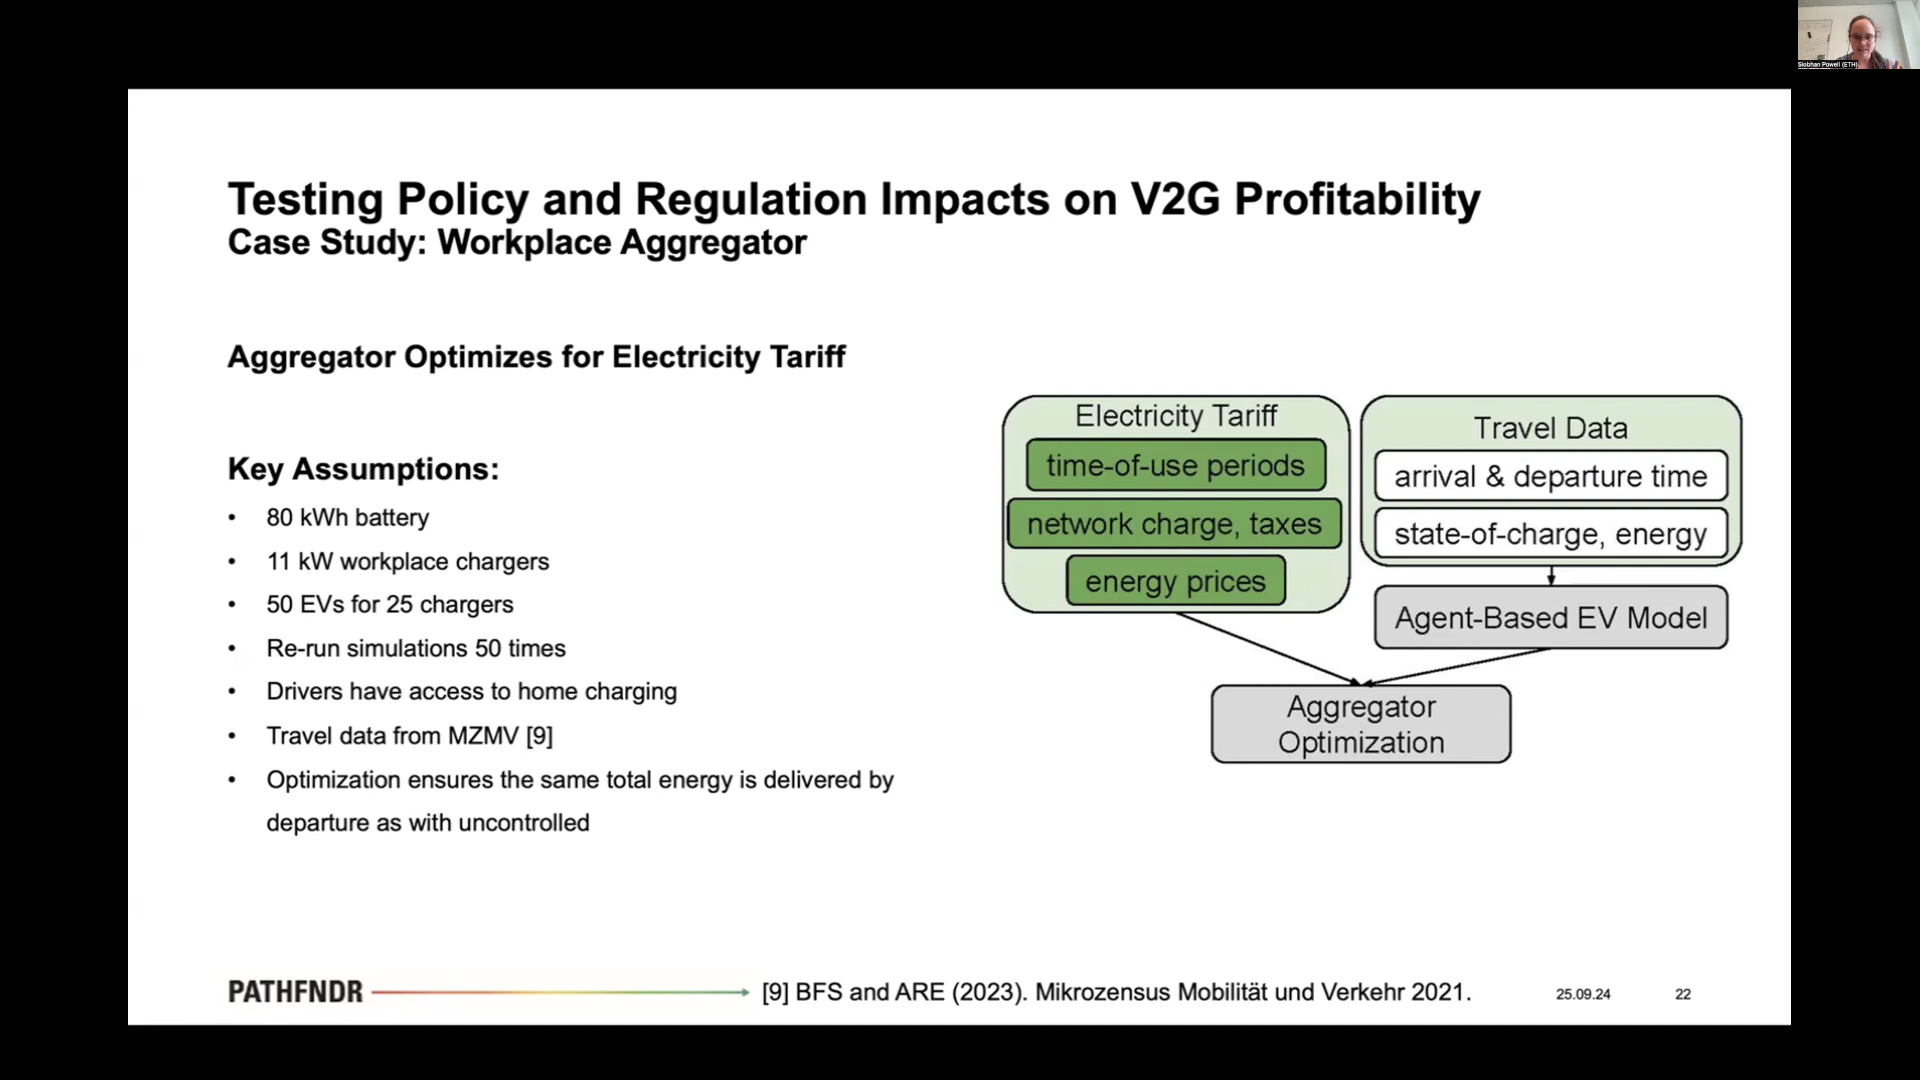 Siobhan Powell (ETH)
Testing Policy and Regulation Impacts on V2G Profitability
Case Study: Workplace Aggregator
Aggregator Optimizes for Electricity Tariff
Key Assumptions:
• 80 kWh battery
• 11 kW workplace chargers
• 50 EVs for 25 chargers
• Re-run simulations 50 times
• Drivers have access to home charging
• Travel data from MZMV [9]
• Optimization ensures the same total energy is delivered by
departure as with uncontrolled
Electricity Tariff
time-of-use periods
network charge, taxes
energy prices
Travel Data
arrival & departure time
state-of-charge, energy
Agent-Based EV Model
Aggregator
Optimization
PATHFNDR
[9] BFS and ARE (2023). Mikrozensus Mobilität und Verkehr 2021.
25.09.24
22